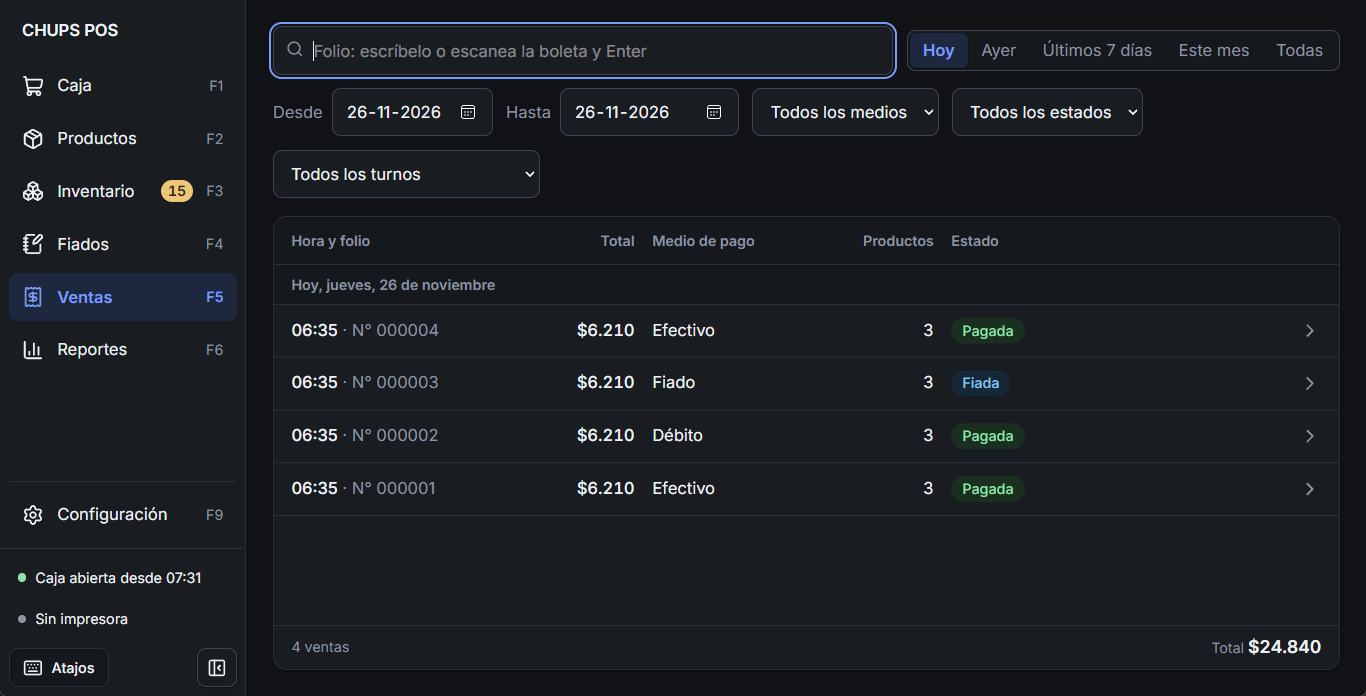 CHUPS POS
Caja F1
Productos F2
Inventario 15 F3
Fiados F4
Ventas F5
Reportes F6
Configuración F9
Caja abierta desde 07:31
Sin impresora
Atajos
Folio: escríbelo o escanea la boleta y Enter
Hoy Ayer Últimos 7 días Este mes Todas
Desde 26-11-2026 Hasta 26-11-2026 Todos los medios Todos los estados
Todos los turnos
Hora y folio Total Medio de pago Productos Estado
Hoy, jueves, 26 de noviembre
06:35 · N° 000004 $6.210 Efectivo 3 Pagada
06:35 · N° 000003 $6.210 Fiado 3 Fiada
06:35 · N° 000002 $6.210 Débito 3 Pagada
06:35 · N° 000001 $6.210 Efectivo 3 Pagada
4 ventas Total $24.840